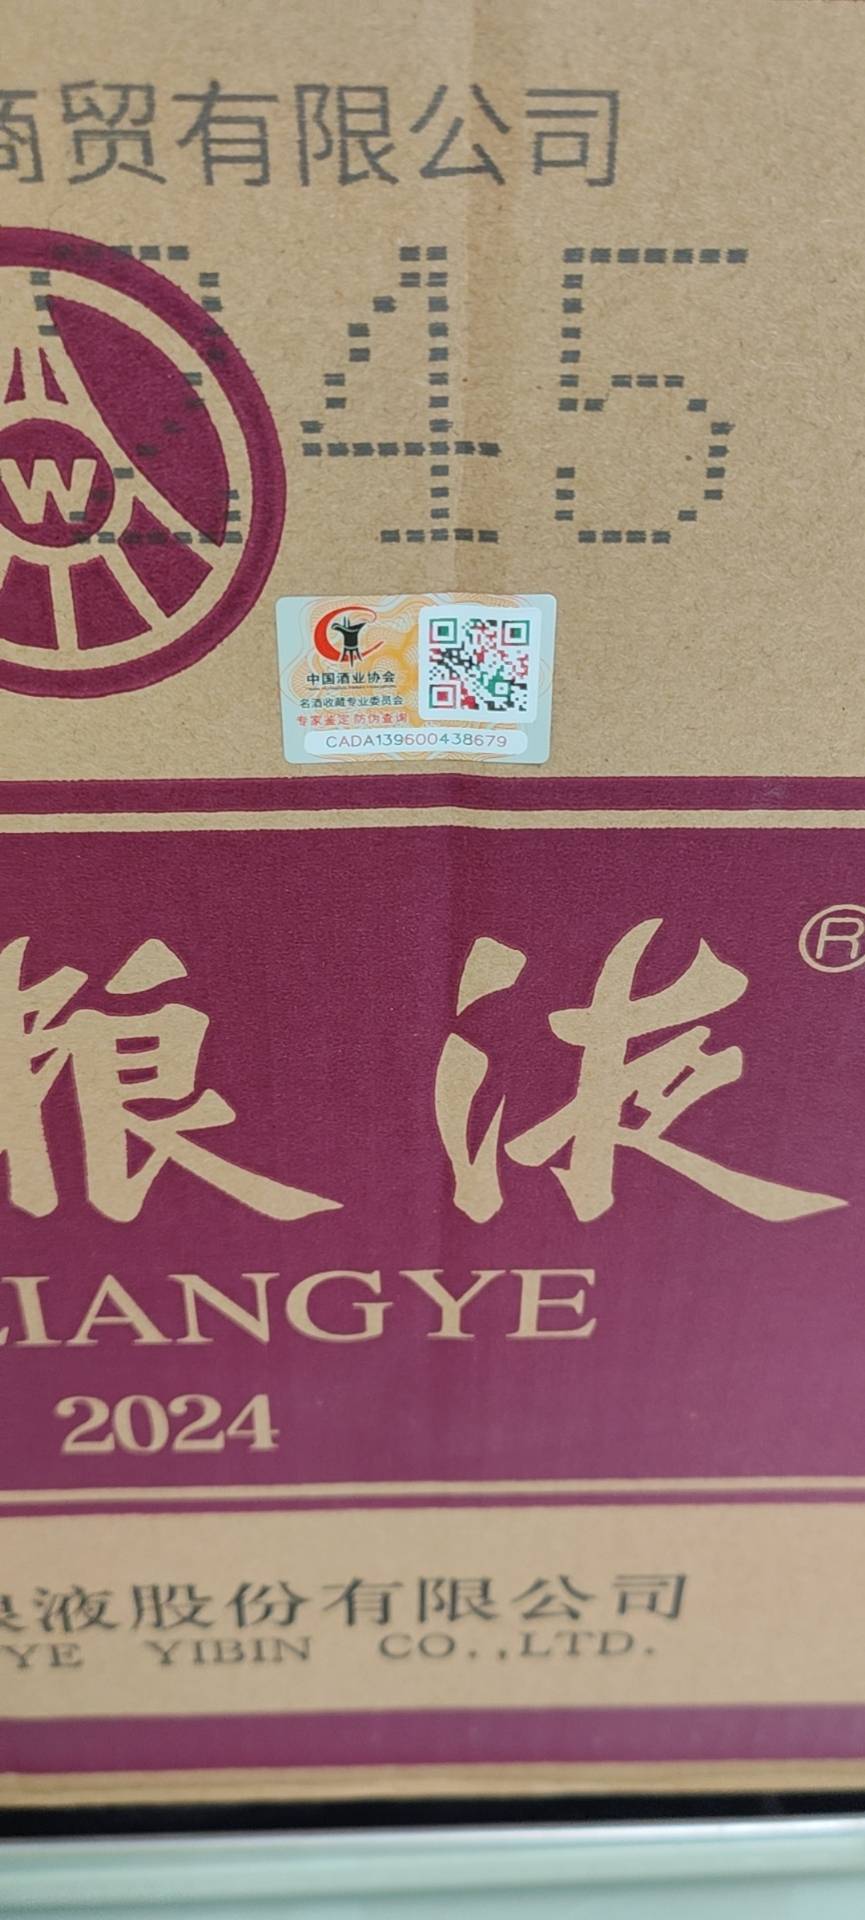 商贸有限公司
245
W
中国酒业协会
名酒收藏专业委员会
专家鉴定 防伪查询
CADA139600438679
粮液®
LIANGYE
2024
粮液股份有限公司
YE YIBIN CO.,LTD.